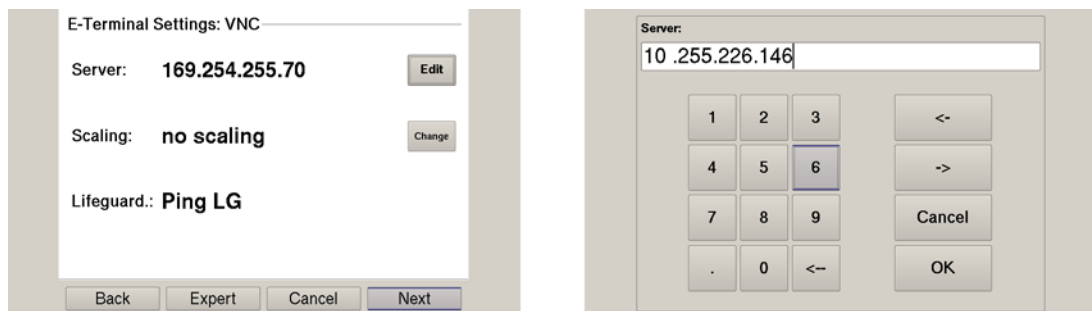 E-Terminal Settings: VNC
Server: 169.254.255.70 Edit
Scaling: no scaling Change
Lifeguard.: Ping LG
Back Expert Cancel Next
Server:
10 .255.226.146
1 2 3 <-
4 5 6 ->
7 8 9 Cancel
. 0 <-- OK